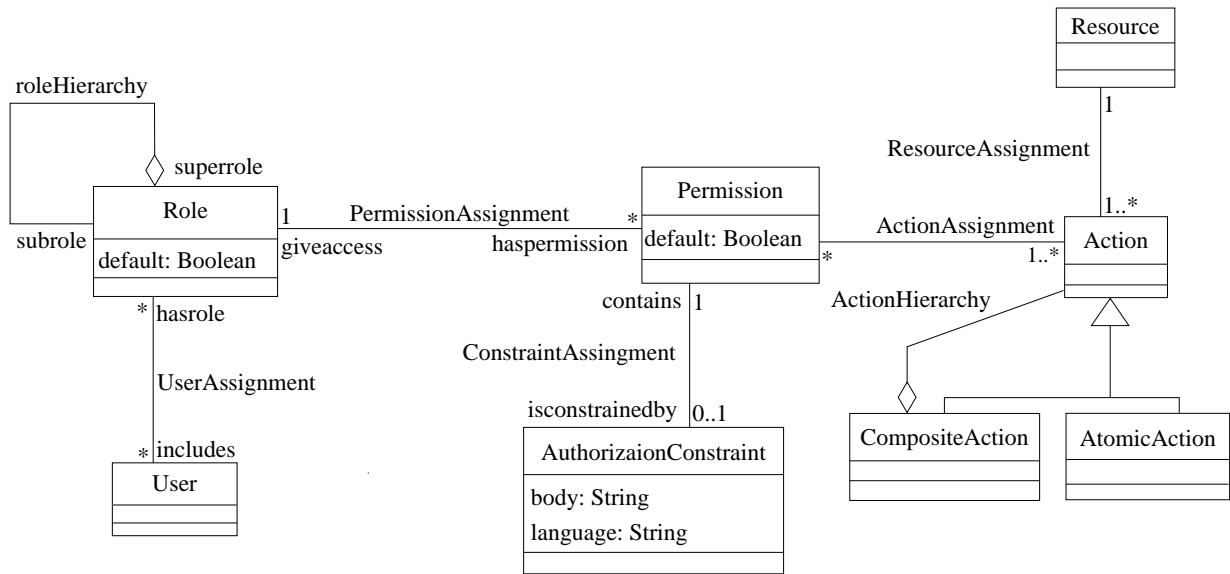 Resource
roleHierarchy
1
ResourceAssignment
superrole
Permission
Role
1
PermissionAssignment
*
1..*
subrole
giveaccess
haspermission
default: Boolean
ActionAssignment
Action
default: Boolean
*
1..*
*
hasrole
contains
1
ActionHierarchy
ConstraintAssingment
UserAssignment
isconstrainedby
0..1
CompositeAction
AtomicAction
*
includes
AuthorizaionConstraint
User
body: String
language: String